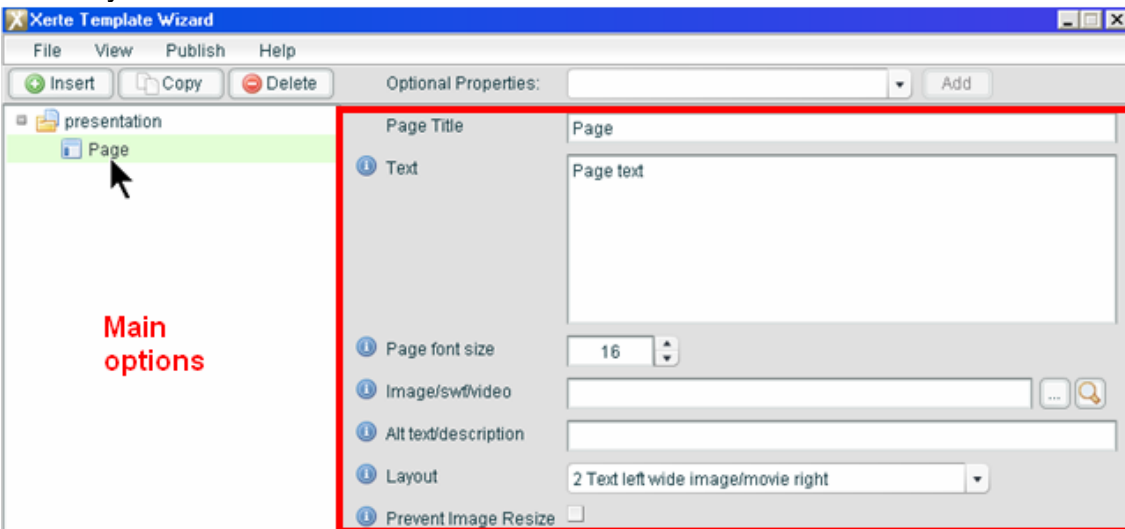 Xerte Template Wizard
File View Publish Help
Insert Copy Delete Optional Properties: Add
presentation
Page
Page Title Page
Text Page text
Main
options
Page font size 16
Image/swf/video ...
Alt text/description
Layout 2 Text left wide image/movie right
Prevent Image Resize